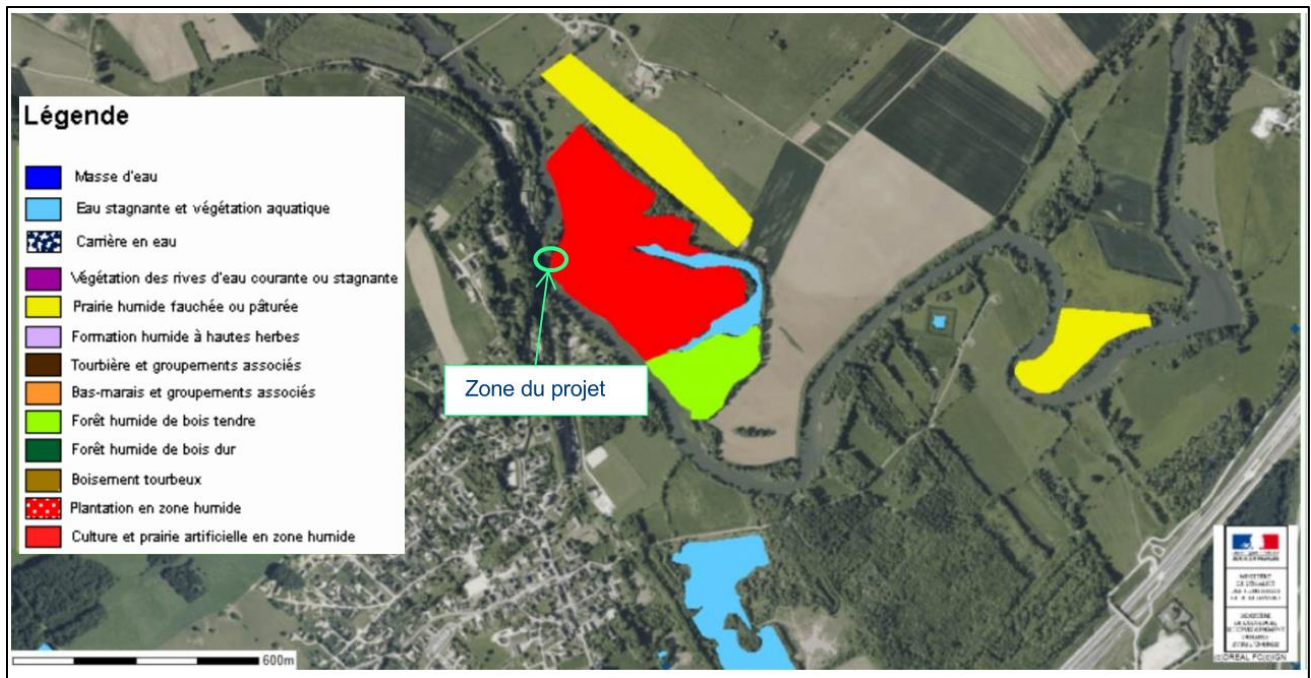 Légende
Masse d'eau
Eau stagnante et végétation aquatique
Carrière en eau
Végétation des rives d'eau courante ou stagnante
Prairie humide fauchée ou pâturée
Formation humide à hautes herbes
Tourbière et groupements associés
Bas-marais et groupements associés
Forêt humide de bois tendre
Forêt humide de bois dur
Boisement tourbeux
Plantation en zone humide
Culture et prairie artificielle en zone humide
Zone du projet
600m
(c)DREAL FC(c)IGN